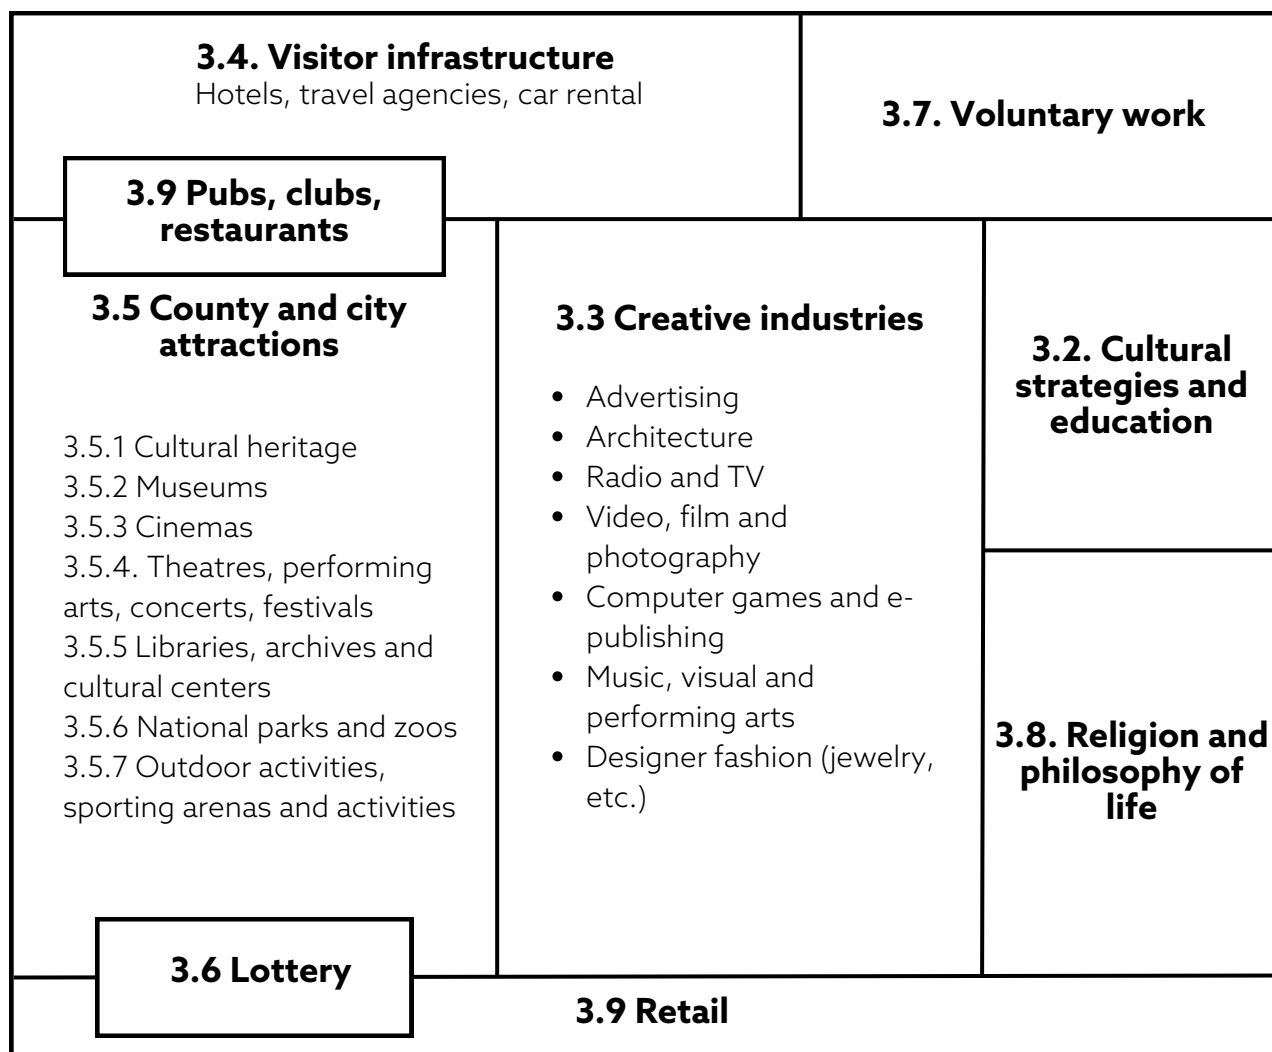 3.4. Visitor infrastructure
Hotels, travel agencies, car rental
3.7. Voluntary work
3.9 Pubs, clubs,
restaurants
3.5 County and city
attractions
3.5.1 Cultural heritage
3.5.2 Museums
3.5.3 Cinemas
3.5.4. Theatres, performing
arts, concerts, festivals
3.5.5 Libraries, archives and
cultural centers
3.5.6 National parks and zoos
3.5.7 Outdoor activities,
sporting arenas and activities
3.3 Creative industries
• Advertising
• Architecture
• Radio and TV
• Video, film and
photography
• Computer games and e-
publishing
• Music, visual and
performing arts
• Designer fashion (jewelry,
etc.)
3.2. Cultural
strategies and
education
3.8. Religion and
philosophy of
life
3.6 Lottery
3.9 Retail